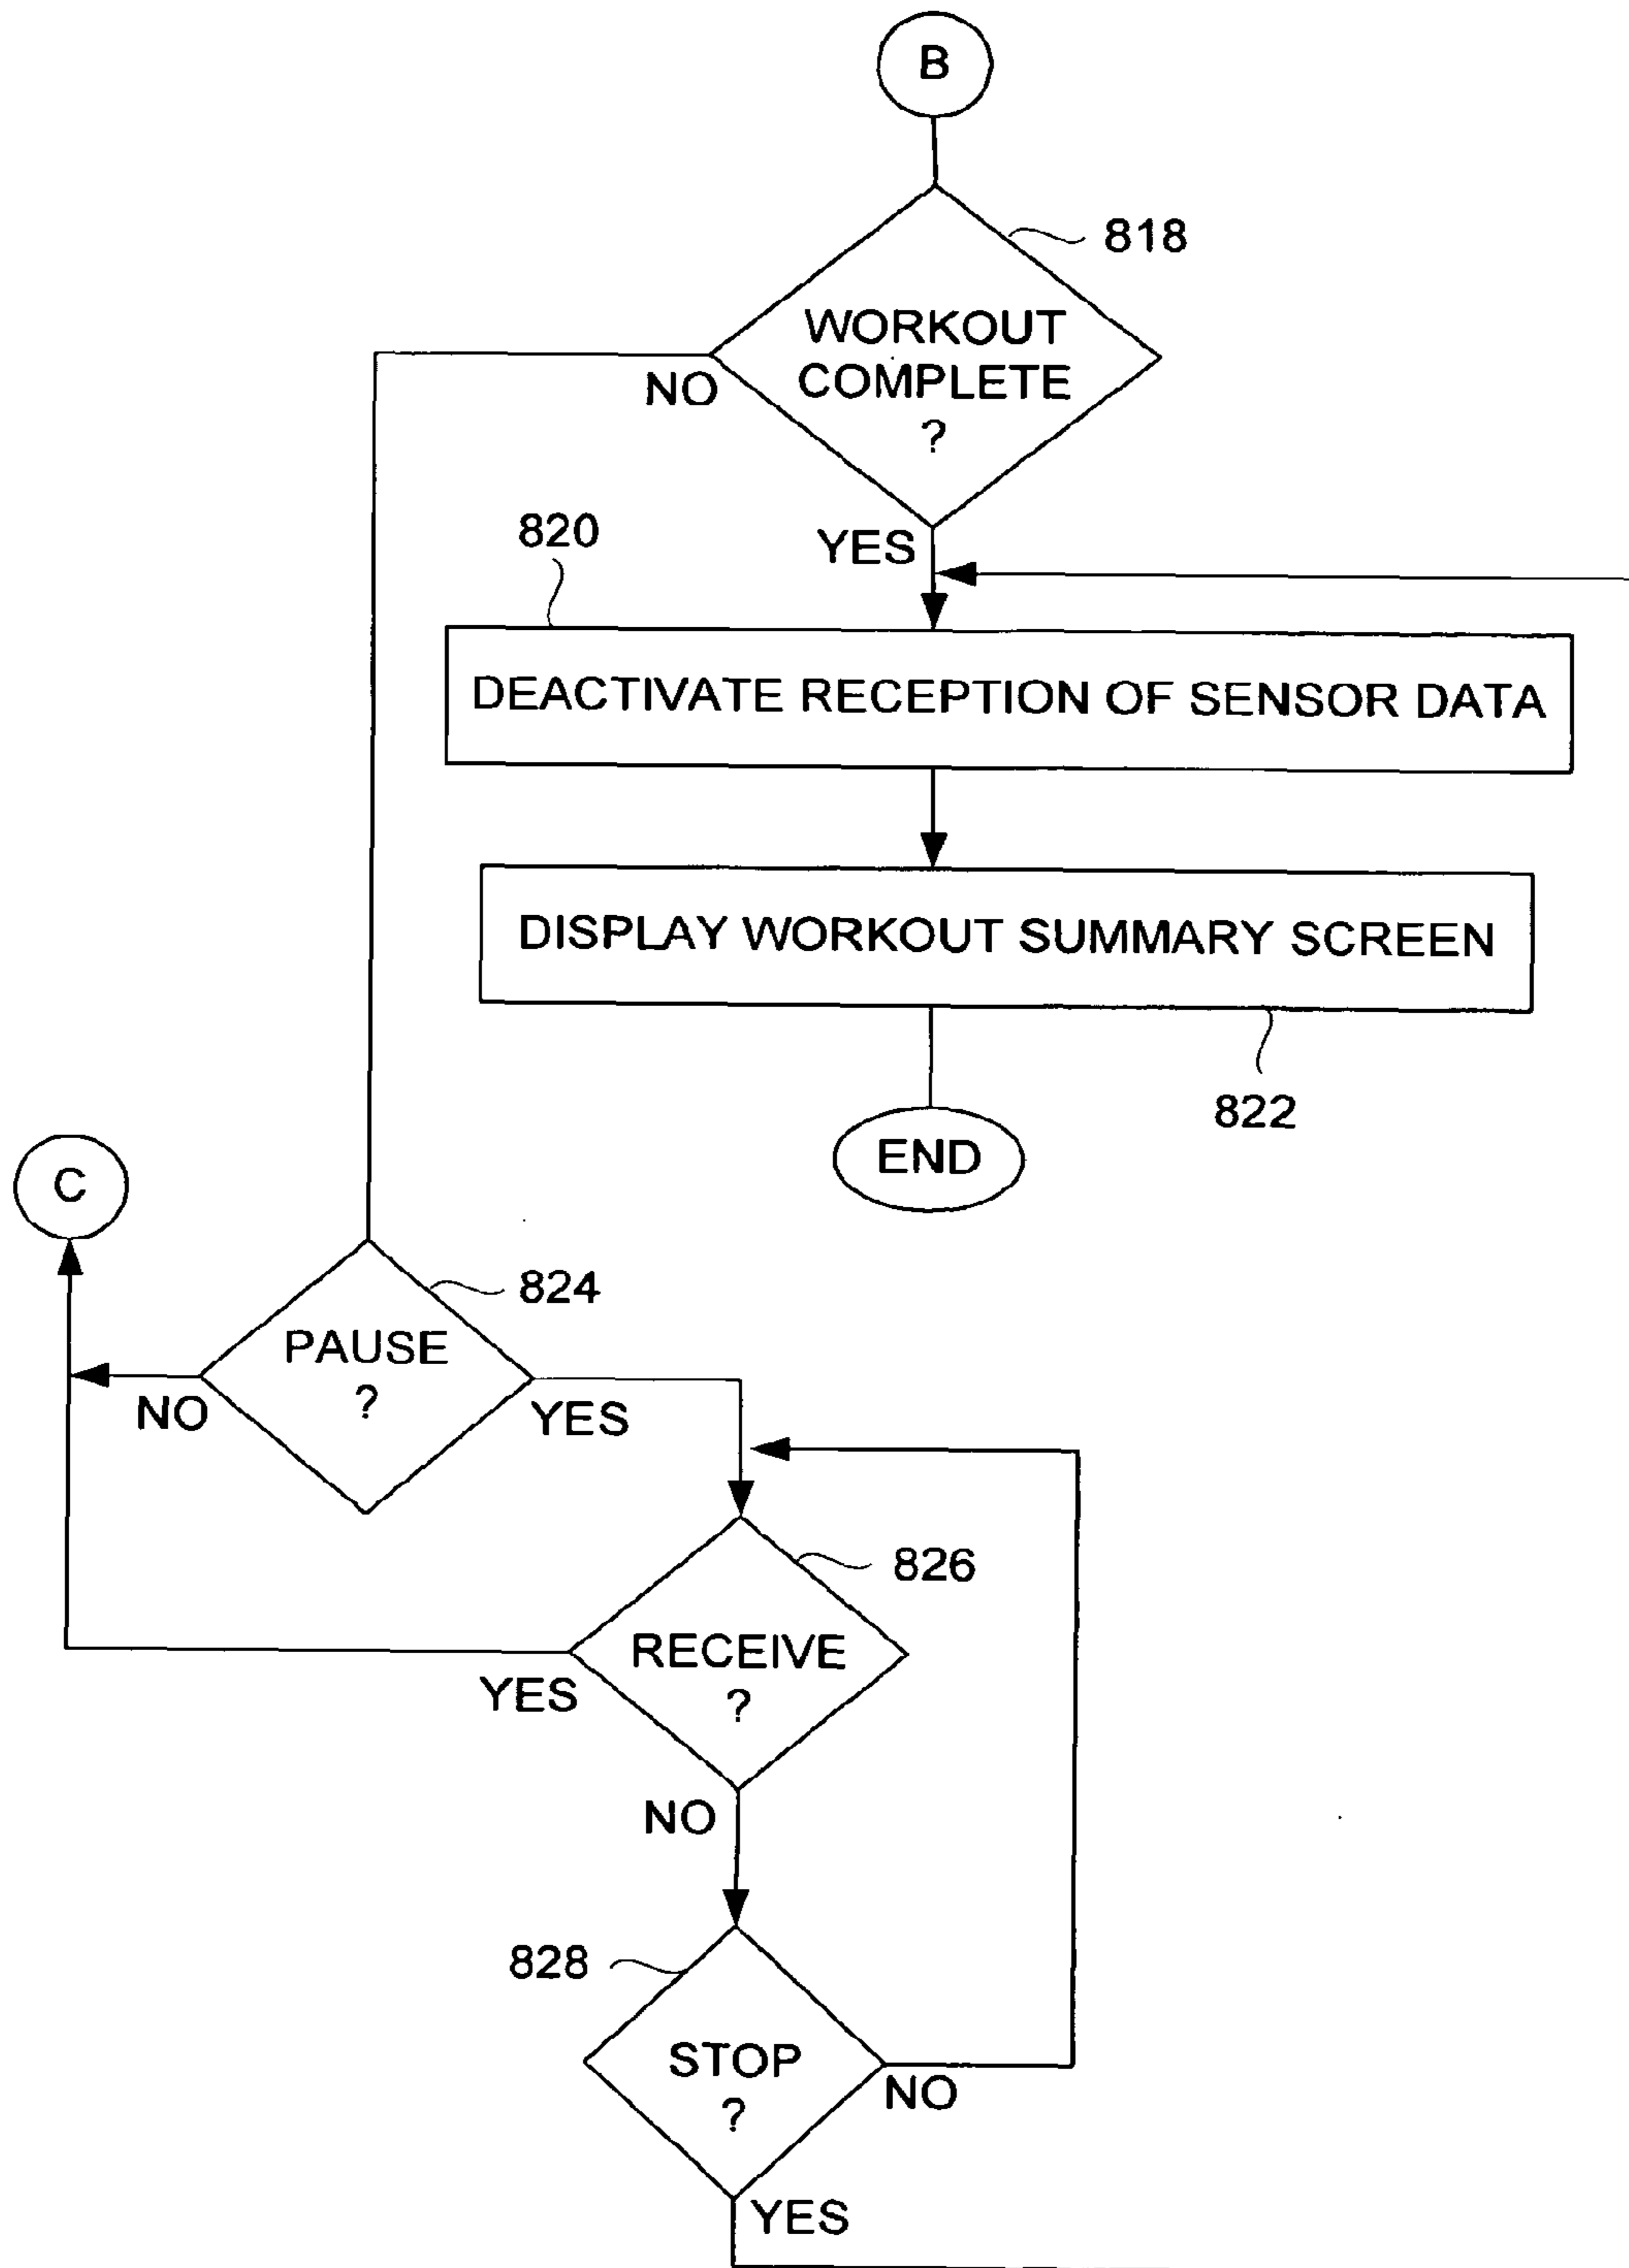 B
818
WORKOUT
COMPLETE
?
NO
YES
820
DEACTIVATE RECEPTION OF SENSOR DATA
DISPLAY WORKOUT SUMMARY SCREEN
822
END
C
824
PAUSE
?
NO
YES
826
RECEIVE
?
YES
NO
828
STOP
?
NO
YES